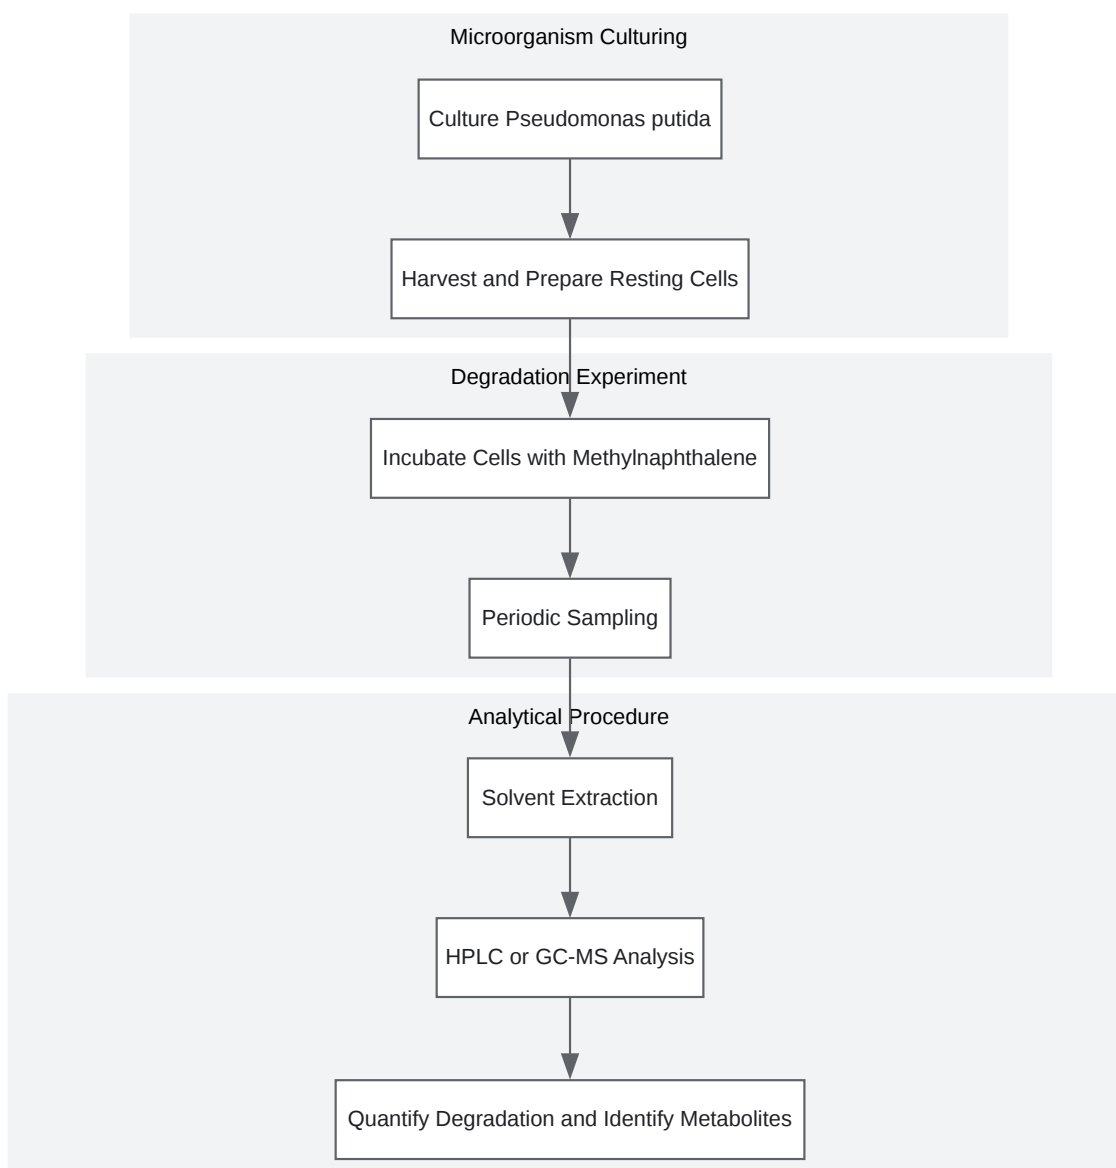 Microorganism Culturing
Culture Pseudomonas putida
Harvest and Prepare Resting Cells
Degradation Experiment
Incubate Cells with Methylnaphthalene
Periodic Sampling
Analytical Procedure
Solvent Extraction
HPLC or GC-MS Analysis
Quantify Degradation and Identify Metabolites